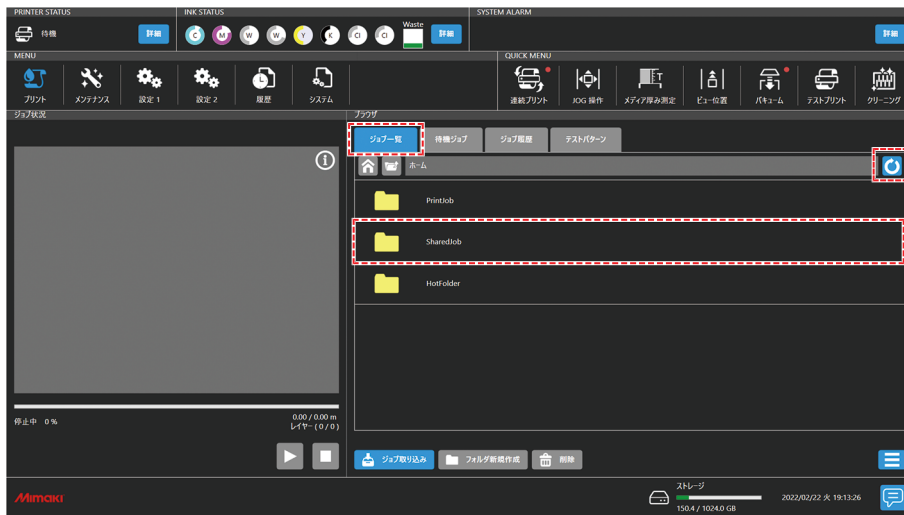 PRINTER STATUS
INK STATUS
SYSTEM ALARM
待機
詳細
C M W W Y K Cl Cl
Waste
詳細
詳細
MENU
QUICK MENU
プリント
メンテナンス
設定 1
設定 2
履歴
システム
連続プリント
JOG 操作
メディア厚み測定
ビュー位置
バキューム
テストプリント
クリーニング
ジョブ状況
ブラウザ
ジョブ一覧
待機ジョブ
ジョブ履歴
テストパターン
ホーム
PrintJob
SharedJob
HotFolder
停止中 0 %
0.00 / 0.00 m
レイヤー ( 0 / 0 )
ジョブ取り込み
フォルダ新規作成
削除
Mimaki
ストレージ
150.4 / 1024.0 GB
2022/02/22 火 19:13:26